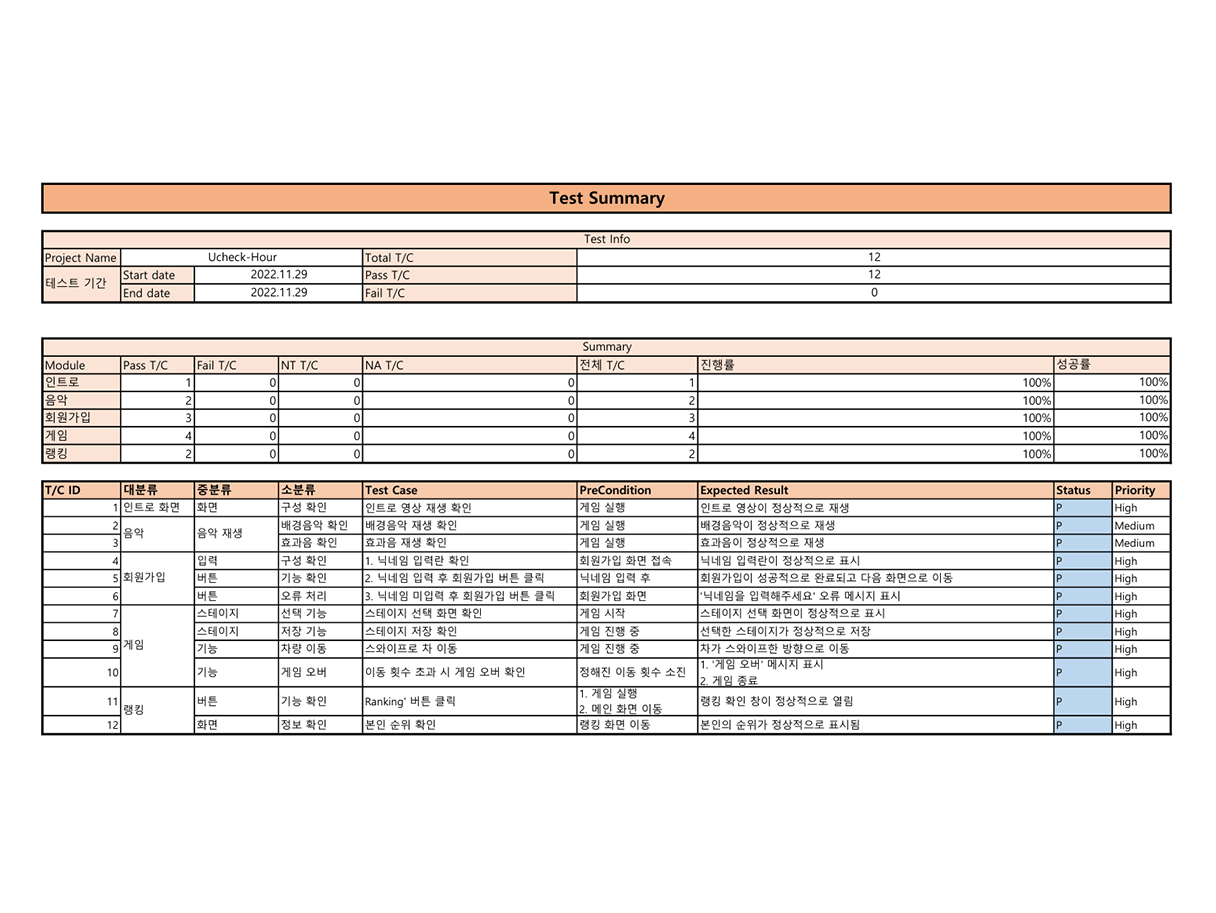 Test Summary
Test Info
Project Name Ucheck-Hour Total T/C 12
테스트 기간 Start date 2022.11.29 Pass T/C 12
End date 2022.11.29 Fail T/C 0
Summary
Module Pass T/C Fail T/C NT T/C NA T/C 전체 T/C 진행률 성공률
인트로 1 0 0 0 1 100% 100%
음악 2 0 0 0 2 100% 100%
회원가입 3 0 0 0 3 100% 100%
게임 4 0 0 0 4 100% 100%
랭킹 2 0 0 0 2 100% 100%
T/C ID 대분류 중분류 소분류 Test Case PreCondition Expected Result Status Priority
1 인트로 화면 화면 구성 확인 인트로 영상 재생 확인 게임 실행 인트로 영상이 정상적으로 재생 P High
2 음악 음악 재생 배경음악 확인 배경음악 재생 확인 게임 실행 배경음악이 정상적으로 재생 P Medium
3 효과음 확인 효과음 재생 확인 게임 실행 효과음이 정상적으로 재생 P Medium
4 입력 구성 확인 1. 닉네임 입력란 확인 회원가입 화면 접속 닉네임 입력란이 정상적으로 표시 P High
5 회원가입 버튼 기능 확인 2. 닉네임 입력 후 회원가입 버튼 클릭 닉네임 입력 후 회원가입이 성공적으로 완료되고 다음 화면으로 이동 P High
6 버튼 오류 처리 3. 닉네임 미입력 후 회원가입 버튼 클릭 회원가입 화면 '닉네임을 입력해주세요' 오류 메시지 표시 P High
7 스테이지 선택 기능 스테이지 선택 화면 확인 게임 시작 스테이지 선택 화면이 정상적으로 표시 P High
8 스테이지 저장 기능 스테이지 저장 확인 게임 진행 중 선택한 스테이지가 정상적으로 저장 P High
9 게임 기능 차량 이동 스와이프로 차 이동 게임 진행 중 차가 스와이프한 방향으로 이동 P High
10 기능 게임 오버 이동 횟수 초과 시 게임 오버 확인 정해진 이동 횟수 소진 1. '게임 오버' 메시지 표시
2. 게임 종료 P High
11 랭킹 버튼 기능 확인 Ranking' 버튼 클릭 1. 게임 실행
2. 메인 화면 이동 랭킹 확인 창이 정상적으로 열림 P High
12 화면 정보 확인 본인 순위 확인 랭킹 화면 이동 본인의 순위가 정상적으로 표시됨 P High